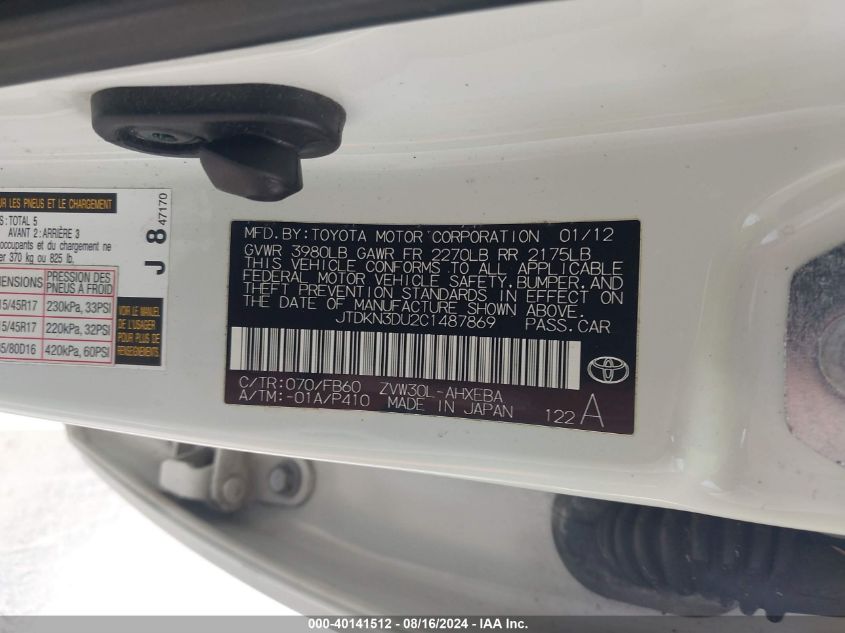 UR LES PNEUS ET LE CHARGEMENT
S: TOTAL 5
AVANT 2: ARRIÈRE 3
occupants et du chargement ne
er 370 kg ou 825 lb.
J 8 47170
MENSIONS
PRESSION DES PNEUS À FROID
15/45R17 230kPa, 33PSI
15/45R17 220kPa, 32PSI
5/80D16 420kPa, 60PSI
VOIR LE MANUEL
DE L'USAGER
POUR PLUS DE
RENSEIGNEMENTS
MFD.BY:TOYOTA MOTOR CORPORATION 01/12
GVWR 3980LB GAWR FR 2270LB RR 2175LB
THIS VEHICLE CONFORMS TO ALL APPLICABLE
FEDERAL MOTOR VEHICLE SAFETY,BUMPER,AND
THEFT PREVENTION STANDARDS IN EFFECT ON
THE DATE OF MANUFACTURE SHOWN ABOVE.
JTDKN3DU2C1487869 PASS.CAR
C/TR:070/FB60 ZVW30L-AHXEBA
A/TM:-01A/P410 MADE IN JAPAN 122 A
000-40141512 - 08/16/2024 - IAA Inc.